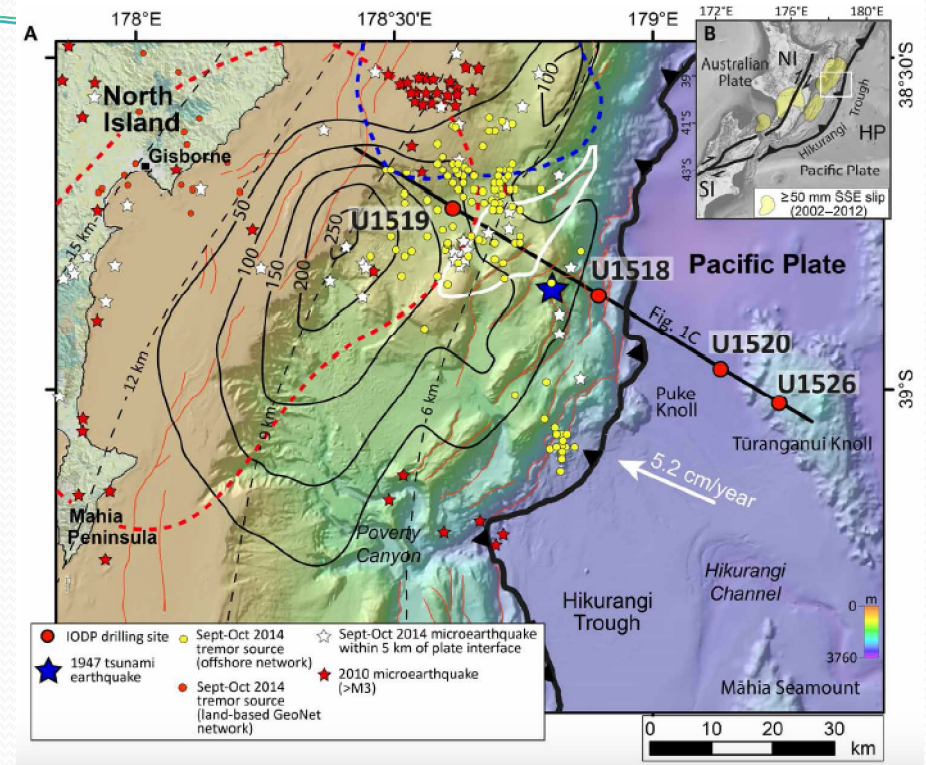 178°
178°30'
179°
172°E
176°E
180°E
A
B
NI
Australian
Plate
Trough
Hikurangi
HP
Pacific Plate
SI
≥50 mm SSE slip
(2002–2012)
39°S
41°S
43°S
38°30'S
39°S
North
Island
Gisborne
100
50
100
150
200
250
15 km
12 km
9 km
6 km
U1519
U1518
Pacific Plate
Fig. 1C
U1520
U1526
Puke
Knoll
Tūranganui Knoll
5.2 cm/year
Mahia
Peninsula
Poverty
Canyon
Hikurangi
Channel
Hikurangi
Trough
m
0
3760
Māhia Seamount
IODP drilling site
1947 tsunami
earthquake
Sept-Oct 2014
tremor source
(offshore network)
Sept-Oct 2014
tremor source
(land-based GeoNet
network)
Sept-Oct 2014 microearthquake
within 5 km of plate interface
2010 microearthquake
(>M3)
0 10 20 30
km